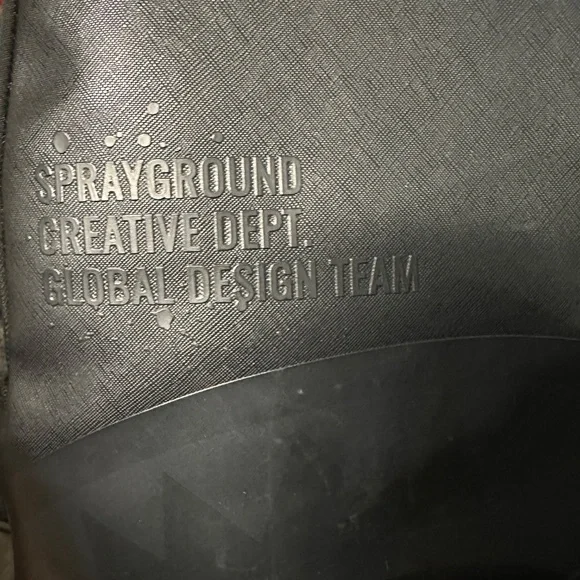 SPRAYGROUND
CREATIVE DEPT.
GLOBAL DESIGN TEAM